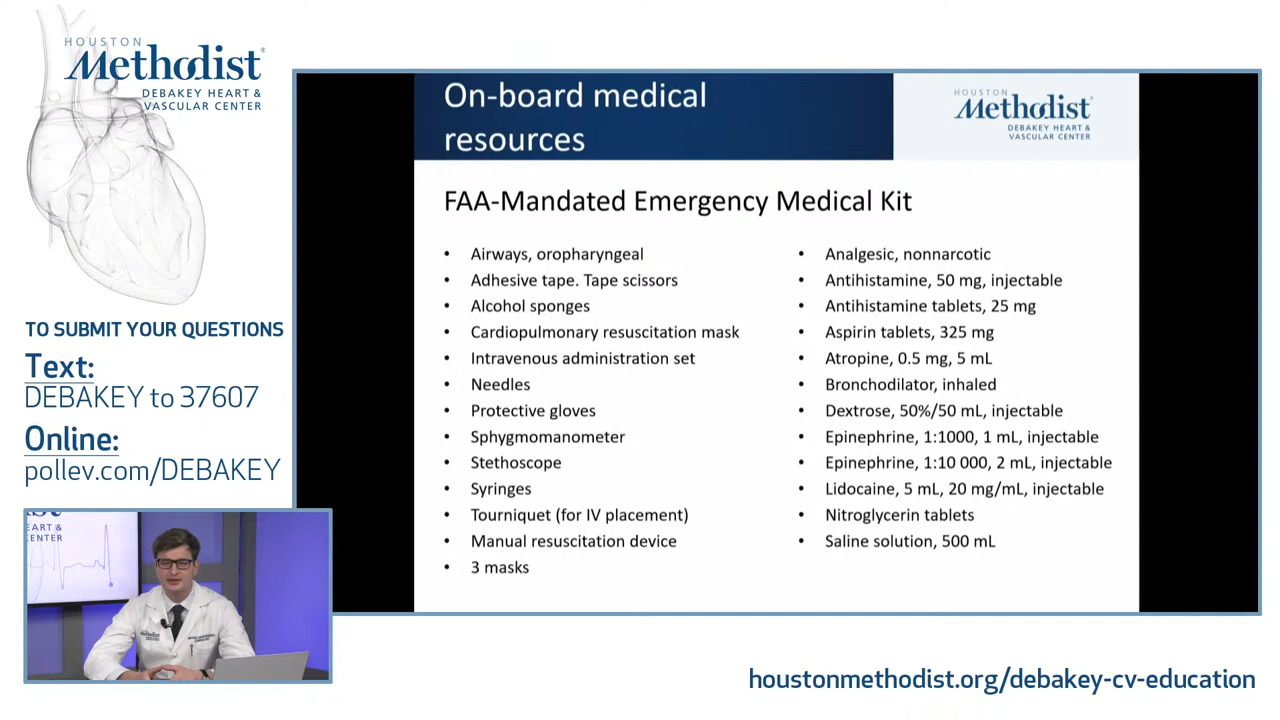 HOUSTON
Methodist®
DEBAKEY HEART &
VASCULAR CENTER
TO SUBMIT YOUR QUESTIONS
Text:
DEBAKEY to 37607
Online:
pollev.com/DEBAKEY
On-board medical
resources
HOUSTON
Methodist®
DEBAKEY HEART &
VASCULAR CENTER
FAA-Mandated Emergency Medical Kit
• Airways, oropharyngeal
• Adhesive tape. Tape scissors
• Alcohol sponges
• Cardiopulmonary resuscitation mask
• Intravenous administration set
• Needles
• Protective gloves
• Sphygmomanometer
• Stethoscope
• Syringes
• Tourniquet (for IV placement)
• Manual resuscitation device
• 3 masks
• Analgesic, nonnarcotic
• Antihistamine, 50 mg, injectable
• Antihistamine tablets, 25 mg
• Aspirin tablets, 325 mg
• Atropine, 0.5 mg, 5 mL
• Bronchodilator, inhaled
• Dextrose, 50%/50 mL, injectable
• Epinephrine, 1:1000, 1 mL, injectable
• Epinephrine, 1:10 000, 2 mL, injectable
• Lidocaine, 5 mL, 20 mg/mL, injectable
• Nitroglycerin tablets
• Saline solution, 500 mL
EART &
CENTER
Methodist
houstonmethodist.org/debakey-cv-education